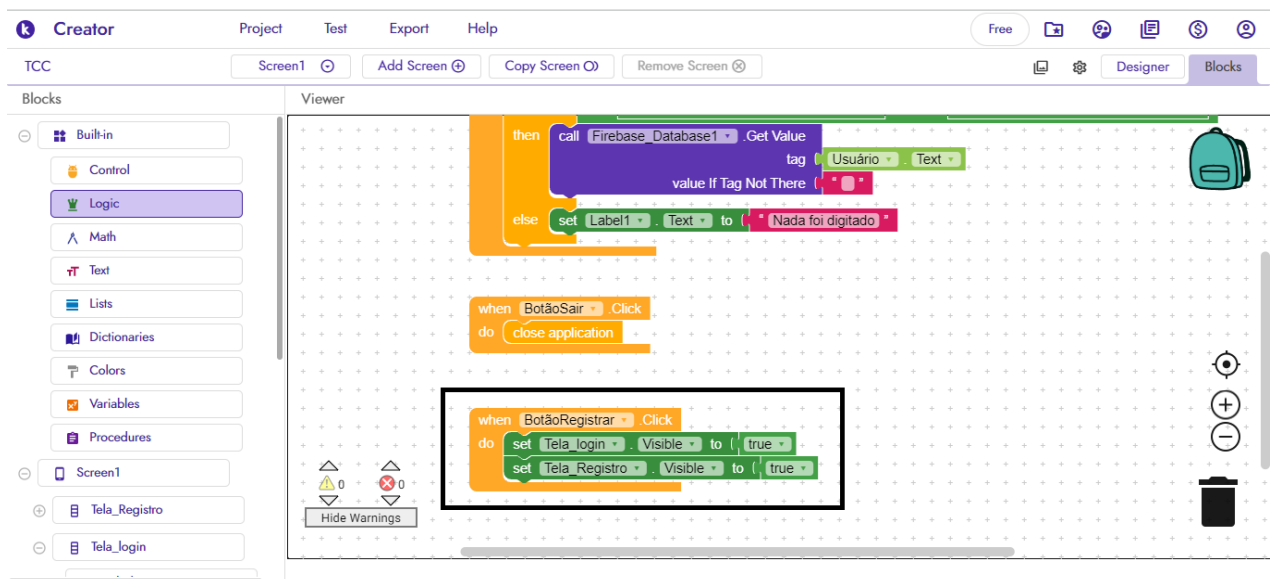 Creator Project Test Export Help Free
TCC Screen1 Add Screen Copy Screen Remove Screen Designer Blocks
Blocks Viewer
Built-in
Control
Logic
Math
Text
Lists
Dictionaries
Colors
Variables
Procedures
Screen1
Tela_Registro
Tela_login
then call Firebase_Database1 .Get Value
tag Usuário . Text
value If Tag Not There " "
else set Label1 . Text to " Nada foi digitado "
when BotãoSair .Click
do close application
when BotãoRegistrar .Click
do set Tela_login . Visible to true
set Tela_Registro . Visible to true
0 0
Hide Warnings